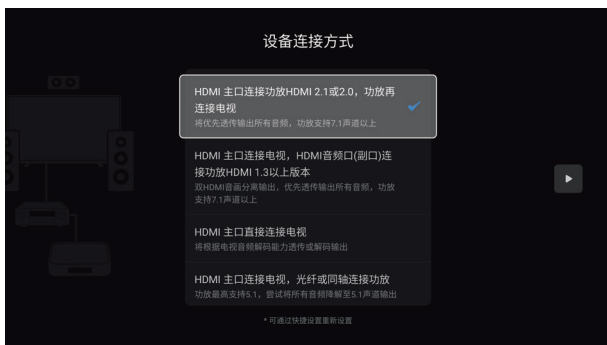 设备连接方式
HDMI 主口连接功放HDMI 2.1或2.0，功放再
连接电视
将优先透传输出所有音频，功放支持7.1声道以上
HDMI 主口连接电视，HDMI音频口(副口)连
接功放HDMI 1.3以上版本
双HDMI音画分离输出，优先透传输出所有音频，功放
支持7.1声道以上
HDMI 主口直接连接电视
将根据电视音频解码能力透传或解码输出
HDMI 主口连接电视，光纤或同轴连接功放
功放最高支持5.1，尝试将所有音频降解至5.1声道输出
* 可通过快捷设置重新设置